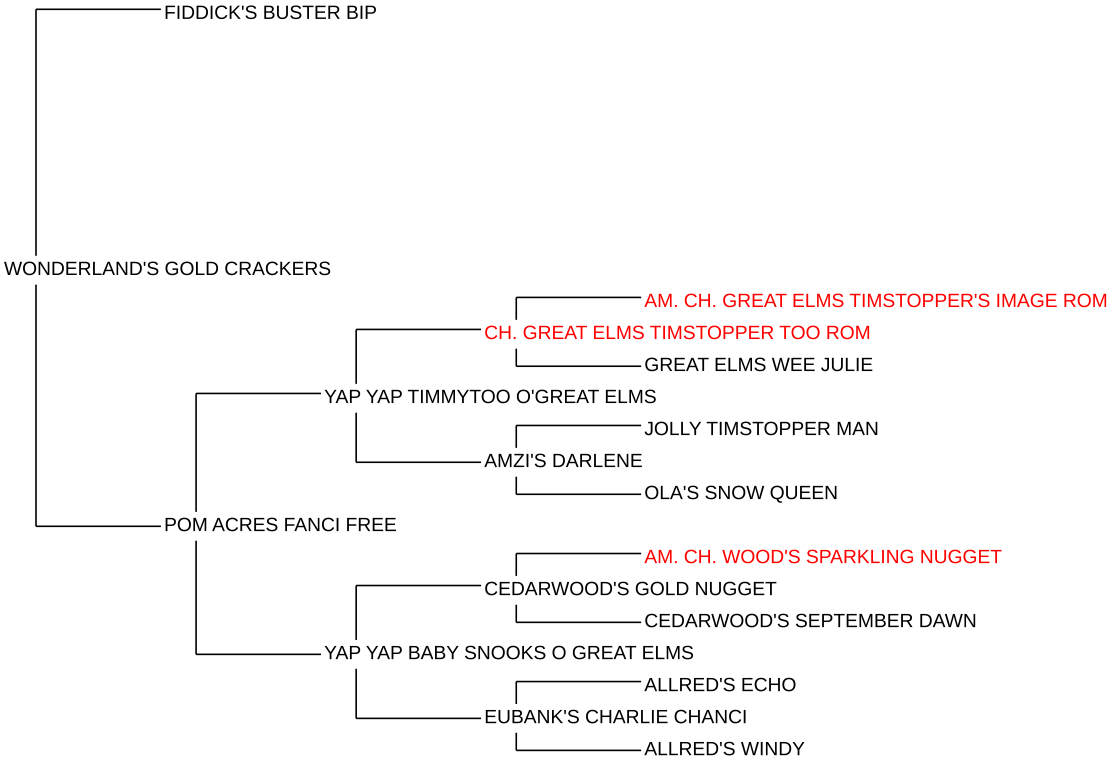 FIDDICK'S BUSTER BIP
WONDERLAND'S GOLD CRACKERS
AM. CH. GREAT ELMS TIMSTOPPER'S IMAGE ROM
CH. GREAT ELMS TIMSTOPPER TOO ROM
GREAT ELMS WEE JULIE
YAP YAP TIMMYTOO O'GREAT ELMS
JOLLY TIMSTOPPER MAN
AMZI'S DARLENE
OLA'S SNOW QUEEN
POM ACRES FANCI FREE
AM. CH. WOOD'S SPARKLING NUGGET
CEDARWOOD'S GOLD NUGGET
CEDARWOOD'S SEPTEMBER DAWN
YAP YAP BABY SNOOKS O GREAT ELMS
ALLRED'S ECHO
EUBANK'S CHARLIE CHANCI
ALLRED'S WINDY